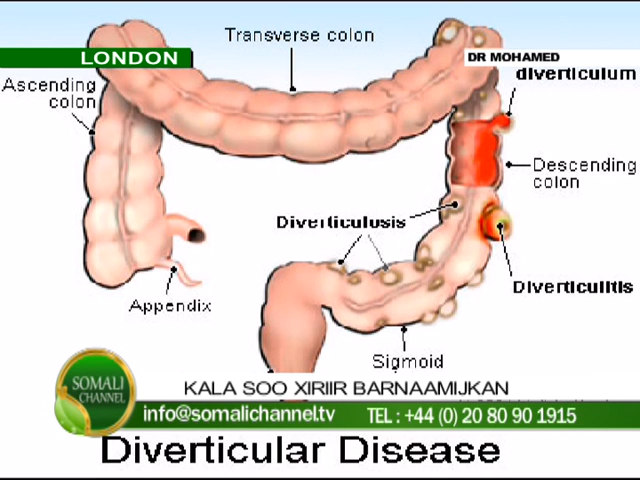 Transverse colon
LONDON
DR MOHAMED
diverticulum
Ascending
colon
Descending
colon
Diverticulosis
Diverticulitis
Appendix
Sigmoid
SOMALI
CHANNEL
KALA SOO XIRIIR BARNAAMIJKAN
info@somalichannel.tv
TEL : +44 (0) 20 80 90 1915
Diverticular Disease